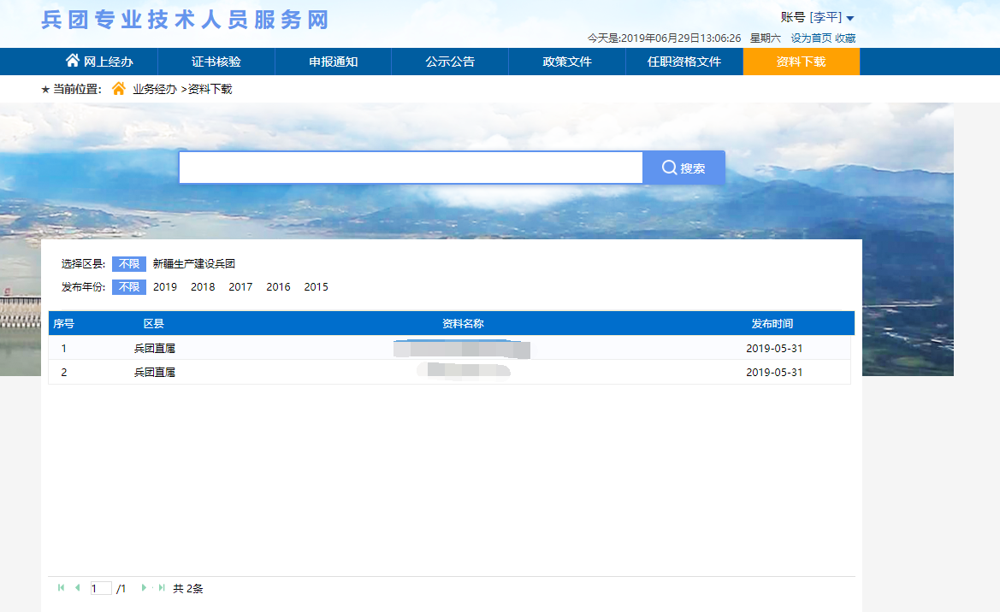 兵团专业技术人员服务网
账号 [李平]
今天是:2019年06月29日13:06:26 星期六 设为首页 收藏
网上经办 证书核验 申报通知 公示公告 政策文件 任职资格文件 资料下载
★ 当前位置: 业务经办 >资料下载
搜索
选择区县: 不限 新疆生产建设兵团
发布年份: 不限 2019 2018 2017 2016 2015
序号 区县 资料名称 发布时间
1 兵团直属 2019-05-31
2 兵团直属 2019-05-31
1 /1 共 2条